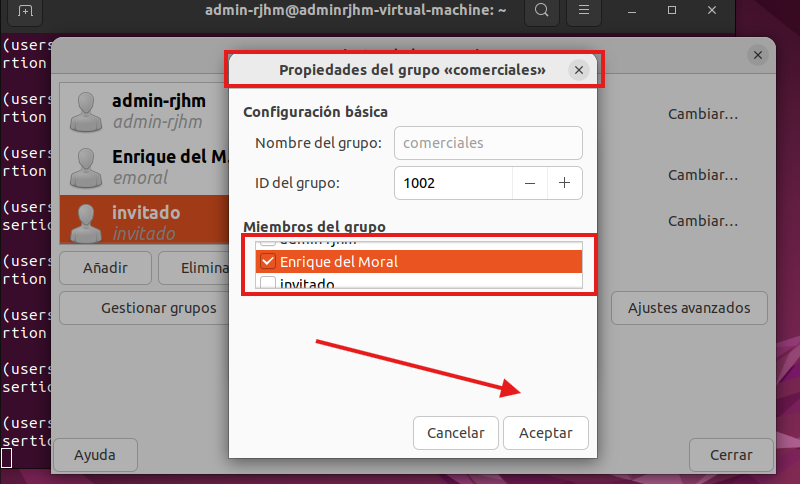 admin-rjhm@adminrjhm-virtual-machine: ~
(users
rtion
(users
rtion
(users
rtion
(users
sertio
(users
rtion
(users
rtion
(users
sertio
(users
sertio
Propiedades del grupo «comerciales»
Configuración básica
Nombre del grupo: comerciales
ID del grupo: 1002
Miembros del grupo
admin-rjhm
Enrique del Moral
invitado
Cancelar
Aceptar
admin-rjhm
admin-rjhm
Cambiar...
Enrique del M
emoral
Cambiar...
invitado
invitado
Cambiar...
Añadir
Elimina
Gestionar grupos
Ajustes avanzados
Ayuda
Cerrar